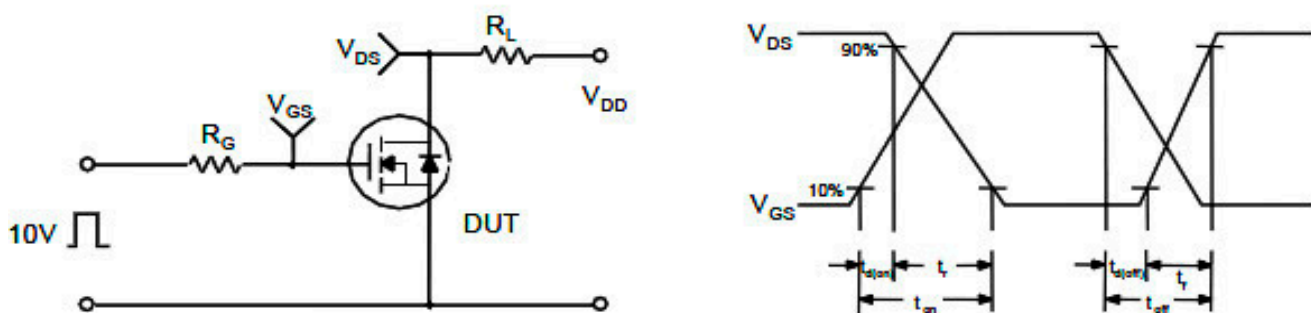 R_L
V_DS
V_DD
V_GS
R_G
10V
DUT
V_DS
90%
10%
V_GS
t_d(on) t_r t_d(off) t_f
t_on t_off